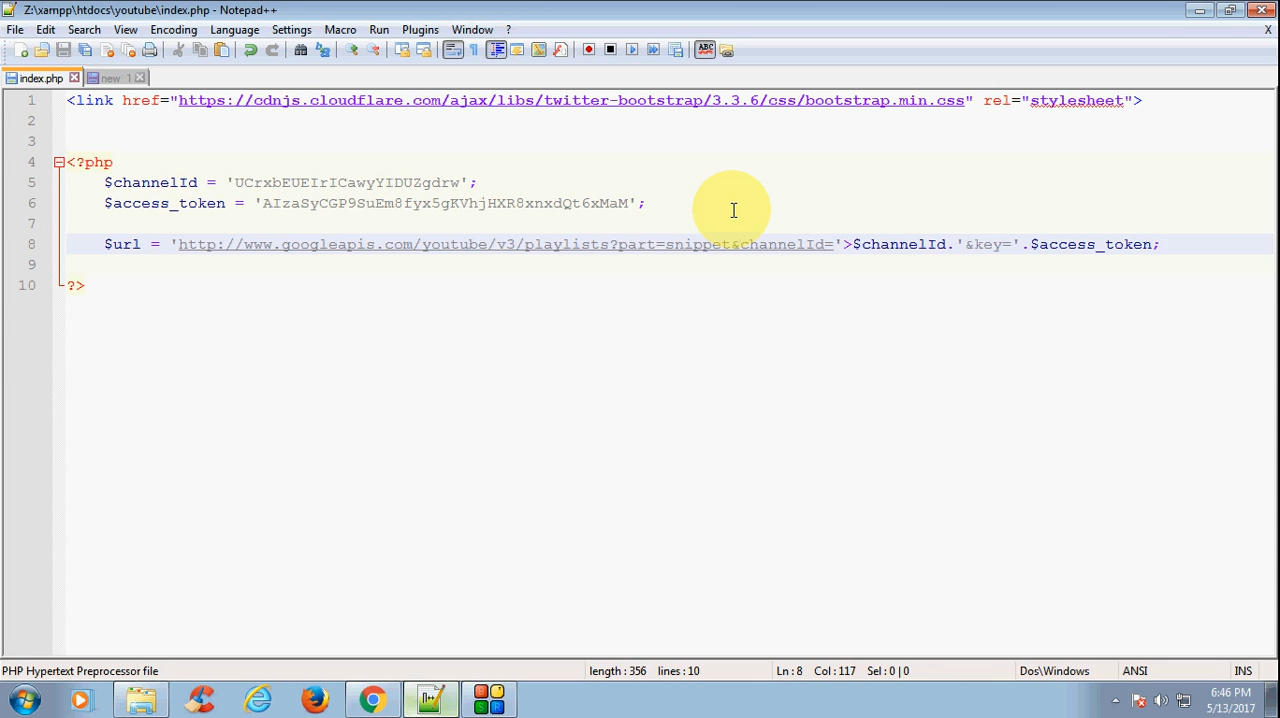 Z:\xampp\htdocs\youtube\index.php - Notepad++
File Edit Search View Encoding Language Settings Macro Run Plugins Window ? X
index.php new 1
1 <link href="https://cdnjs.cloudflare.com/ajax/libs/twitter-bootstrap/3.3.6/css/bootstrap.min.css" rel="stylesheet">
2
3
4 <?php
5 $channelId = 'UCrxbEUEIrICawyYIDUZgdrw';
6 $access_token = 'AIzaSyCGP9SuEm8fyx5gKVhjHXR8xnxdQt6xMaM';
7
8 $url = 'http://www.googleapis.com/youtube/v3/playlists?part=snippet&channelId='>$channelId.'&key='.$access_token;
9
10 ?>
PHP Hypertext Preprocessor file length : 356 lines : 10 Ln : 8 Col : 117 Sel : 0 | 0 Dos\Windows ANSI INS
6:46 PM
5/13/2017